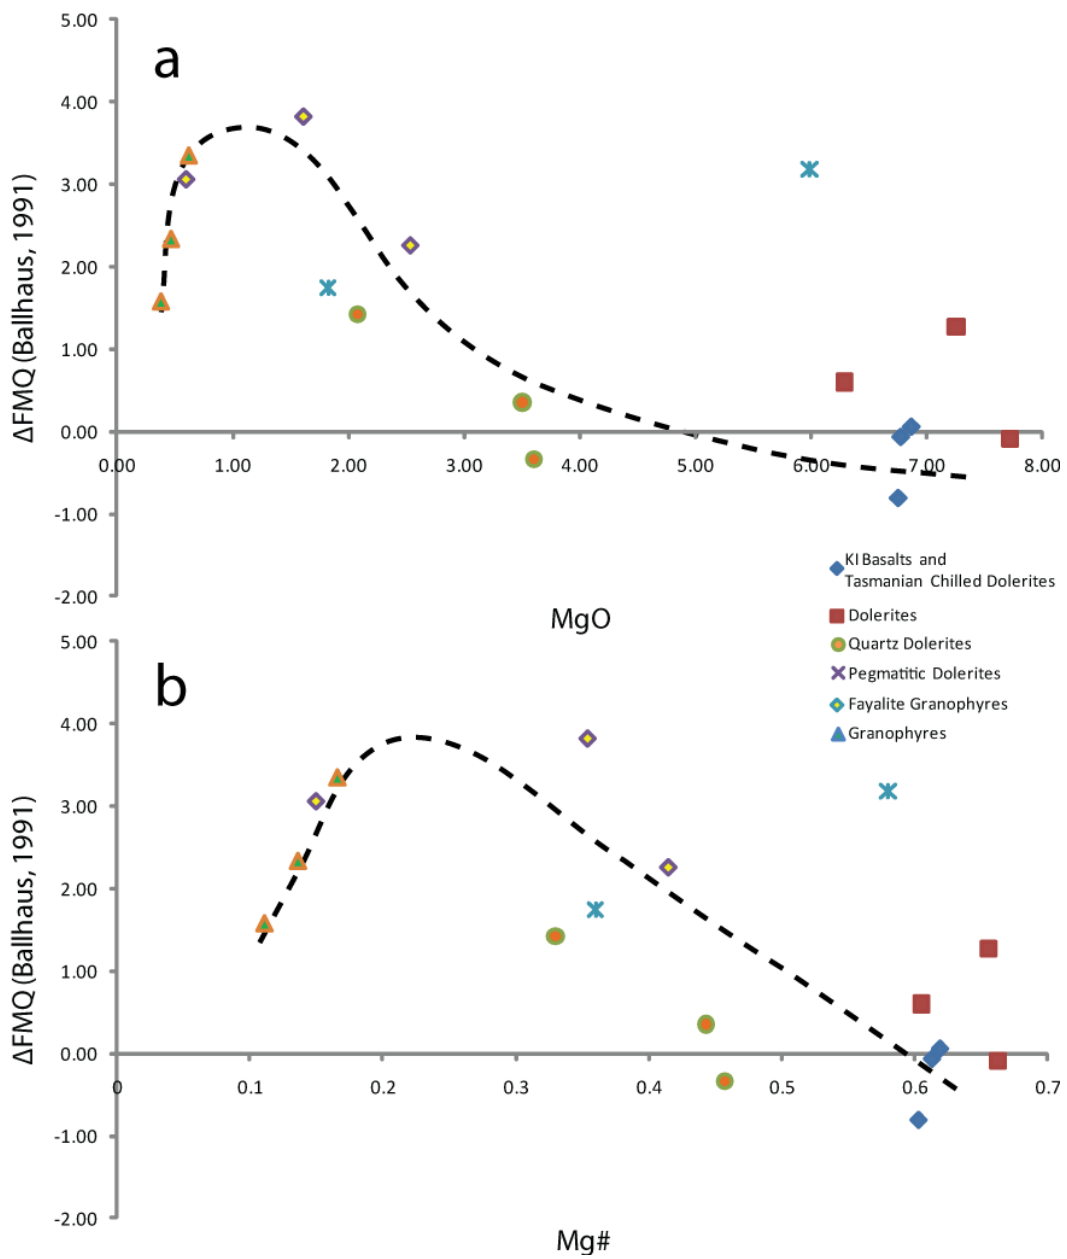 5.00
a
4.00
3.00
2.00
1.00
0.00
-1.00
-2.00
ΔFMQ (Ballhaus, 1991)
0.00 1.00 2.00 3.00 4.00 5.00 6.00 7.00 8.00
MgO
KI Basalts and
Tasmanian Chilled Dolerites
Dolerites
Quartz Dolerites
Pegmatitic Dolerites
Fayalite Granophyres
Granophyres
5.00
b
4.00
3.00
2.00
1.00
0.00
-1.00
-2.00
ΔFMQ (Ballhaus, 1991)
0 0.1 0.2 0.3 0.4 0.5 0.6 0.7
Mg#